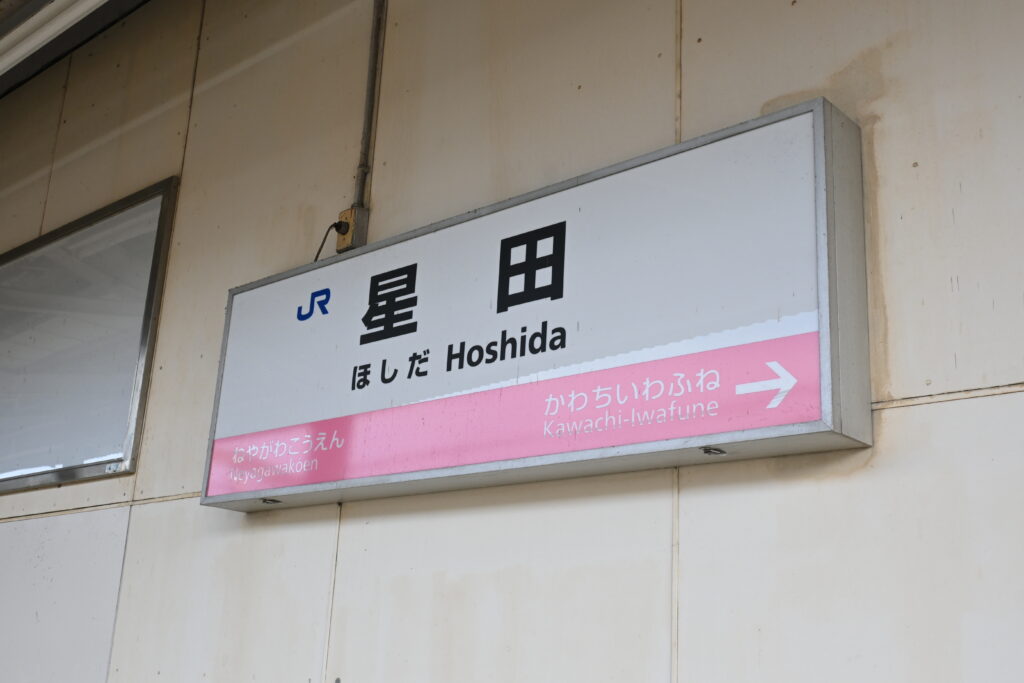 JR 星田
ほしだ Hoshida
ねやがわこうえん
Neyagawakōen
かわちいわふね
Kawachi-Iwafune